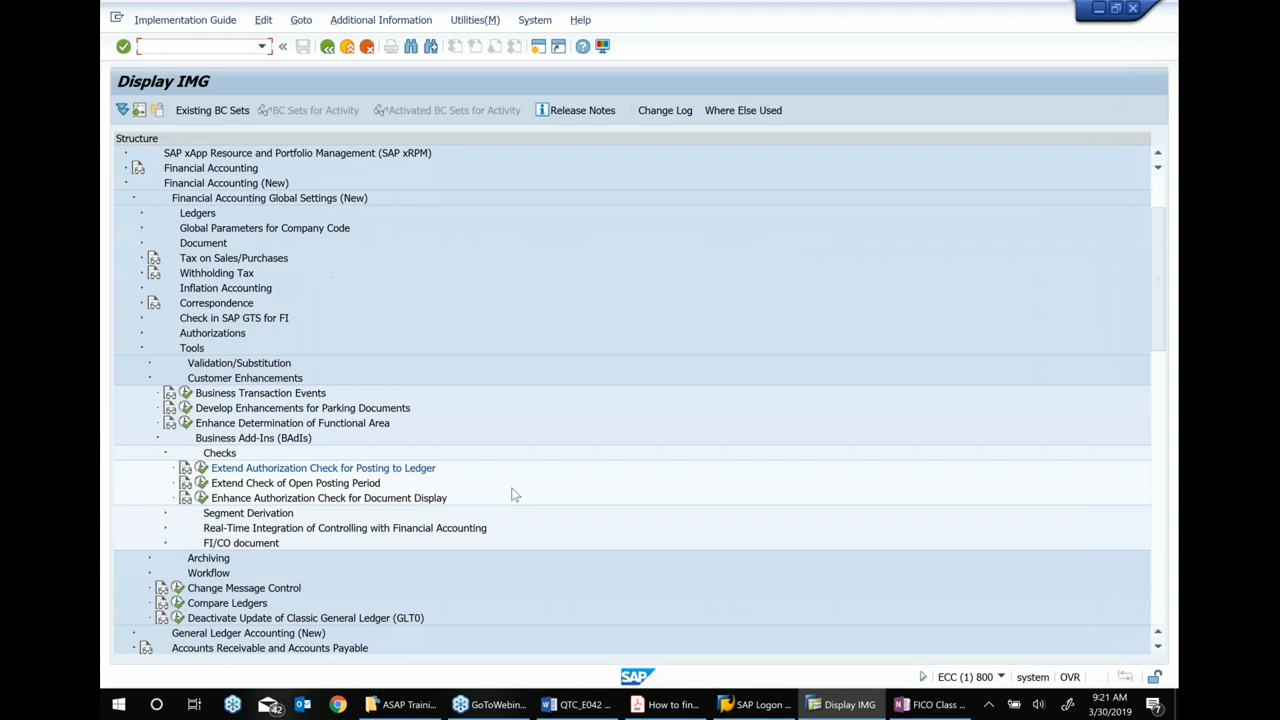 Implementation Guide Edit Goto Additional Information Utilities(M) System Help
Display IMG
Existing BC Sets BC Sets for Activity Activated BC Sets for Activity Release Notes Change Log Where Else Used
Structure
SAP xApp Resource and Portfolio Management (SAP xRPM)
Financial Accounting
Financial Accounting (New)
Financial Accounting Global Settings (New)
Ledgers
Global Parameters for Company Code
Document
Tax on Sales/Purchases
Withholding Tax
Inflation Accounting
Correspondence
Check in SAP GTS for FI
Authorizations
Tools
Validation/Substitution
Customer Enhancements
Business Transaction Events
Develop Enhancements for Parking Documents
Enhance Determination of Functional Area
Business Add-Ins (BAdIs)
Checks
Extend Authorization Check for Posting to Ledger
Extend Check of Open Posting Period
Enhance Authorization Check for Document Display
Segment Derivation
Real-Time Integration of Controlling with Financial Accounting
FI/CO document
Archiving
Workflow
Change Message Control
Compare Ledgers
Deactivate Update of Classic General Ledger (GLT0)
General Ledger Accounting (New)
Accounts Receivable and Accounts Payable
SAP ECC (1) 800 system OVR
42 ASAP Traini... GoToWebin... QTC_E042 ... How to fin... SAP Logon ... Display IMG FICO Class ... 9:21 AM
3/30/2019 7